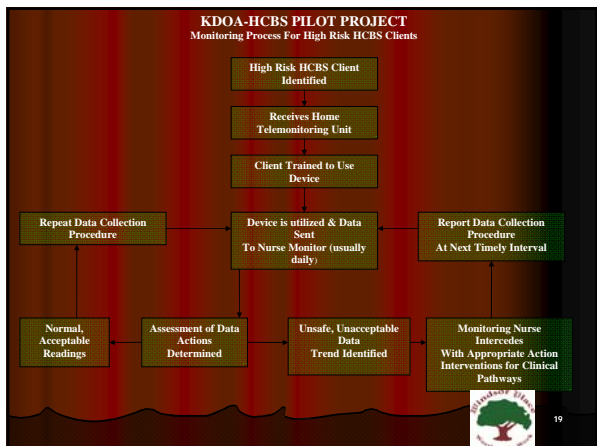 KDOA-HCBS PILOT PROJECT
Monitoring Process For High Risk HCBS Clients
High Risk HCBS Client
Identified
Receives Home
Telemonitoring Unit
Client Trained to Use
Device
Repeat Data Collection
Procedure
Device is utilized & Data
Sent
To Nurse Monitor (usually
daily)
Report Data Collection
Procedure
At Next Timely Interval
Normal,
Acceptable
Readings
Assessment of Data
Actions
Determined
Unsafe, Unacceptable
Data
Trend Identified
Monitoring Nurse
Intercedes
With Appropriate Action
Interventions for Clinical
Pathways
Windsor Place
19